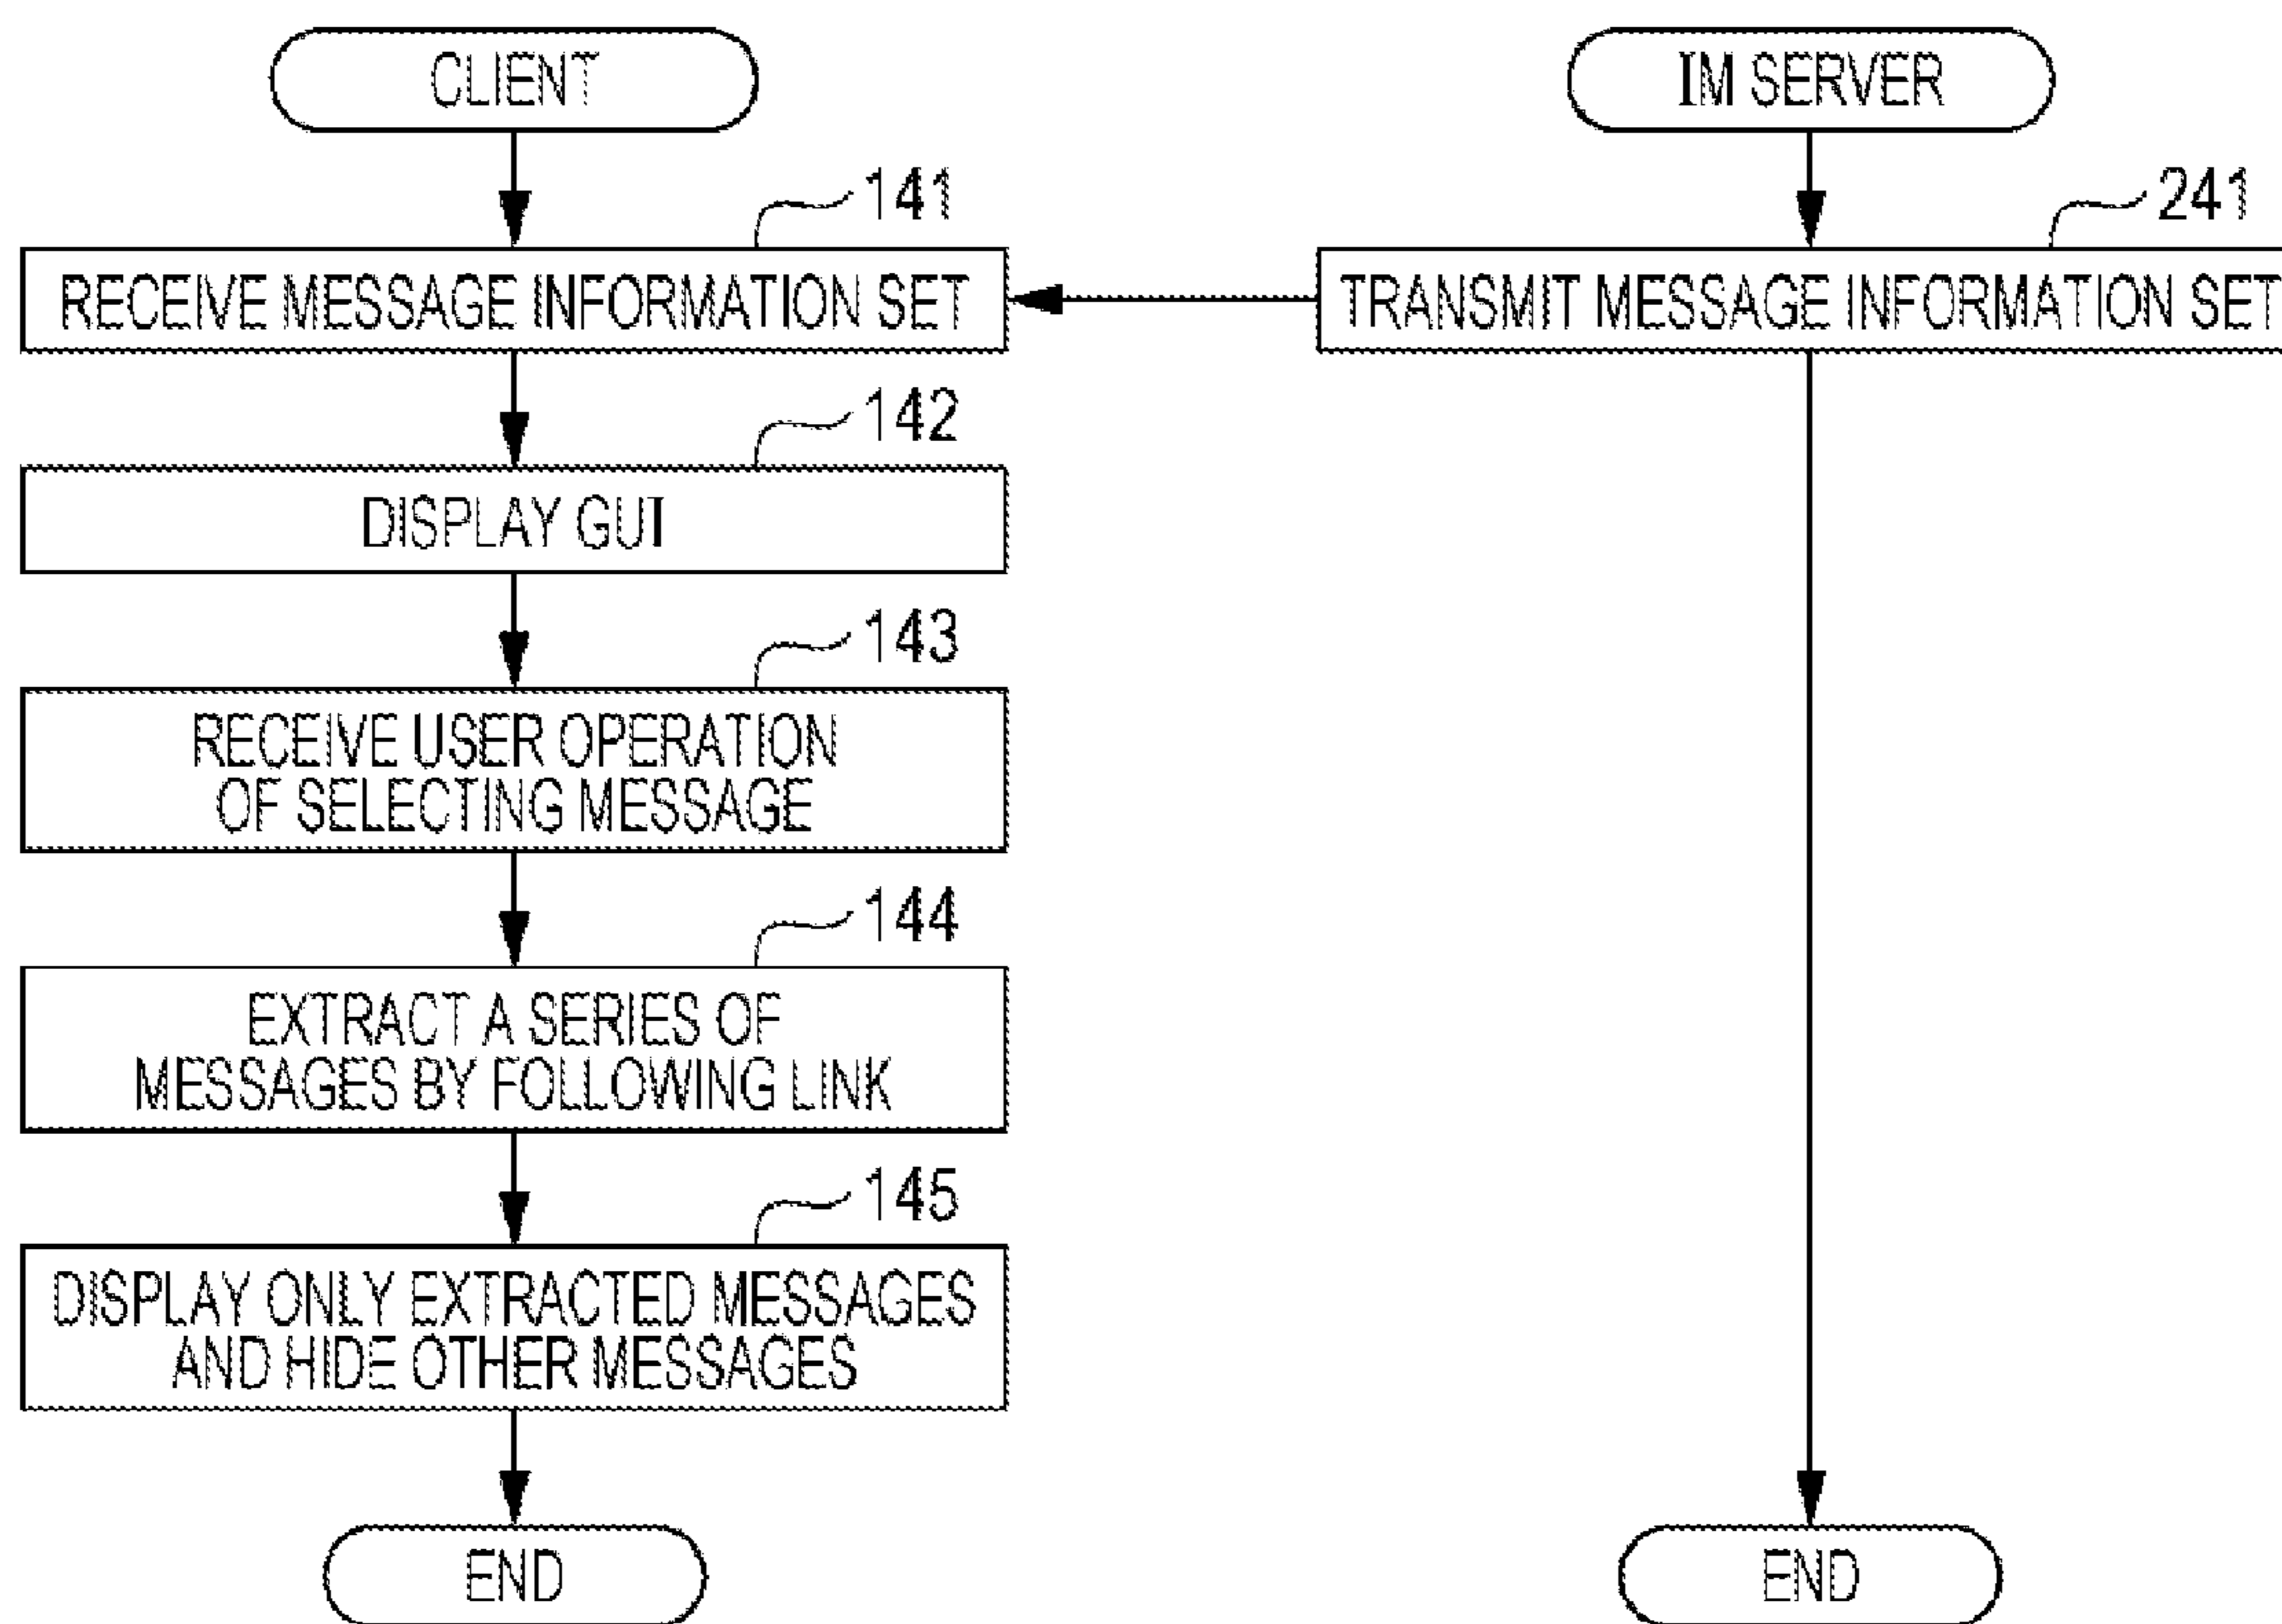 CLIENT
IM SERVER
141
241
RECEIVE MESSAGE INFORMATION SET
TRANSMIT MESSAGE INFORMATION SET
142
DISPLAY GUI
143
RECEIVE USER OPERATION
OF SELECTING MESSAGE
144
EXTRACT A SERIES OF
MESSAGES BY FOLLOWING LINK
145
DISPLAY ONLY EXTRACTED MESSAGES
AND HIDE OTHER MESSAGES
END
END